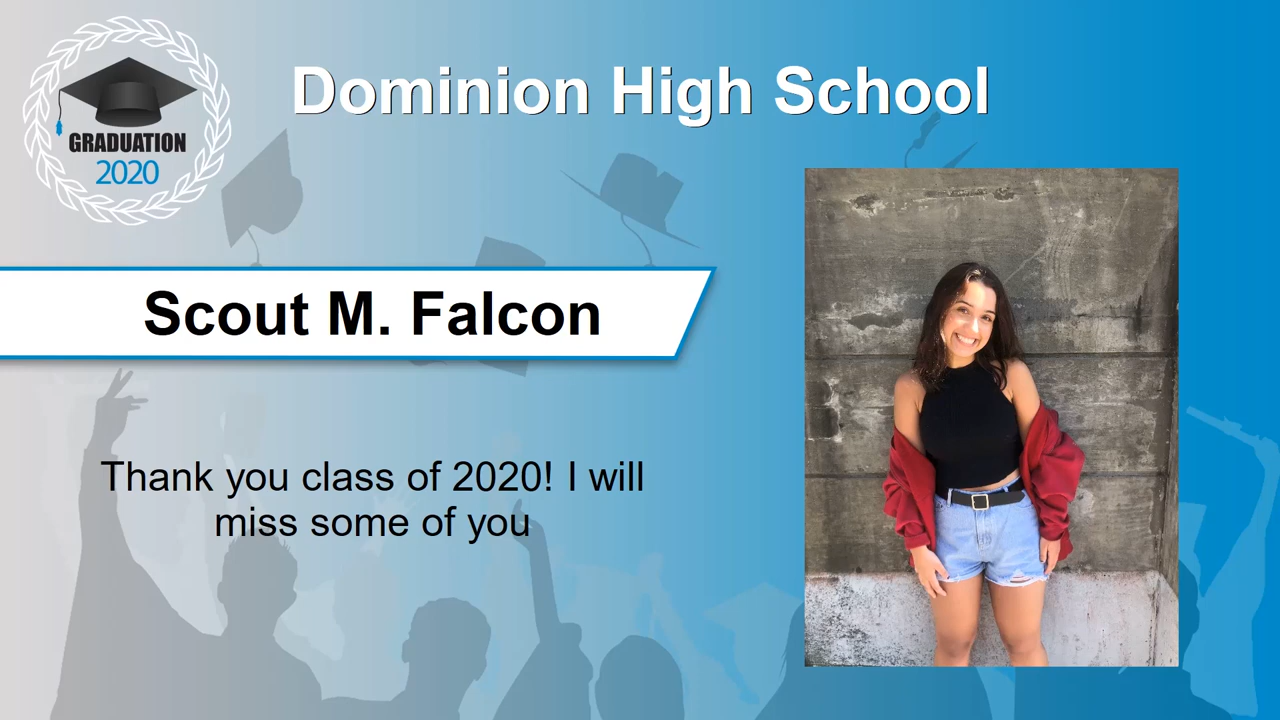 Dominion High School
GRADUATION
2020
Scout M. Falcon
Thank you class of 2020! I will
miss some of you